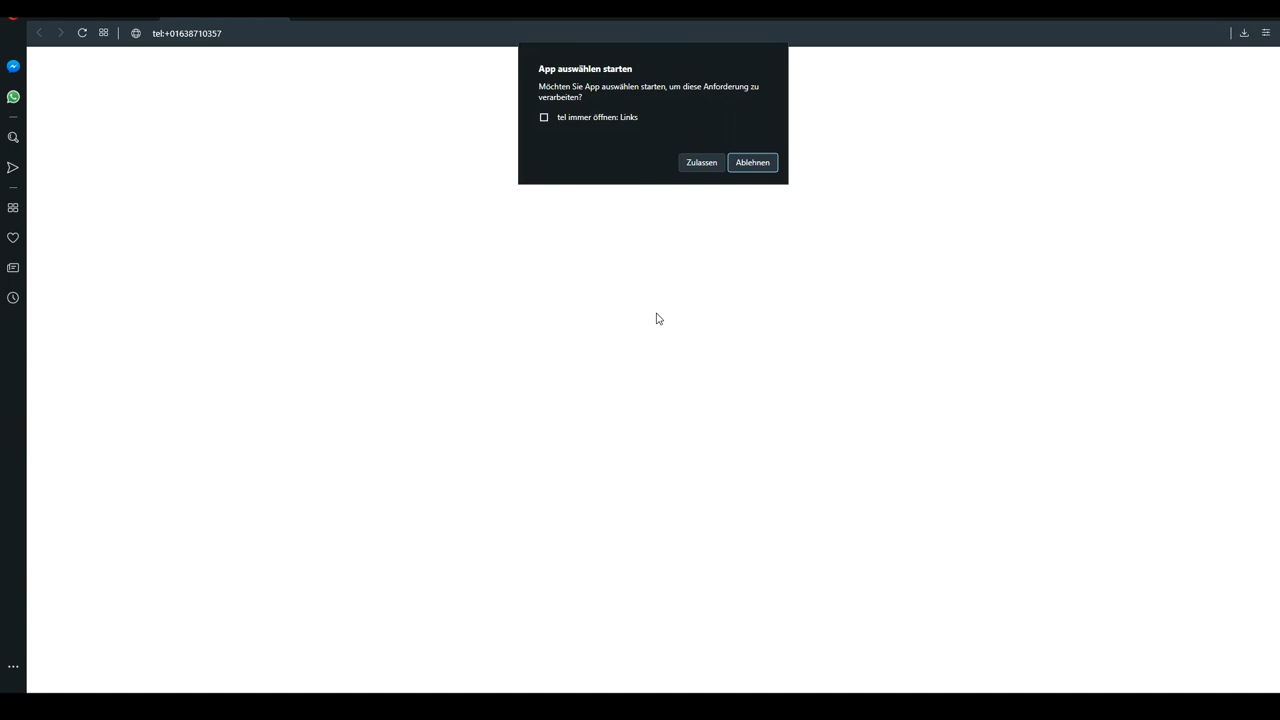 tel:+01638710357
App auswählen starten
Möchten Sie App auswählen starten, um diese Anforderung zu
verarbeiten?
tel immer öffnen: Links
Zulassen Ablehnen